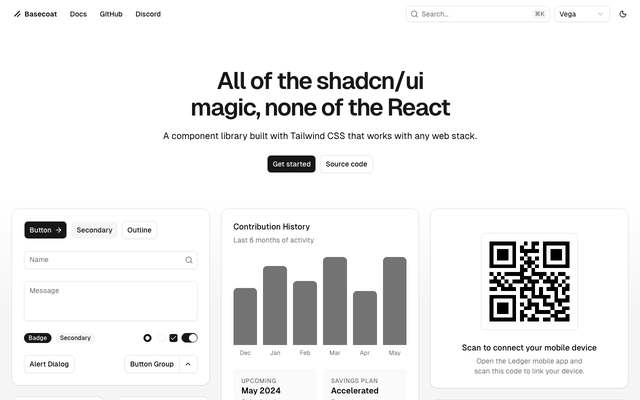 Basecoat
Docs
GitHub
Discord
Search...
⌘K
Vega
All of the shadcn/ui
magic, none of the React
A component library built with Tailwind CSS that works with any web stack.
Get started
Source code
Button
Secondary
Outline
Name
Message
Badge
Secondary
Alert Dialog
Button Group
Contribution History
Last 6 months of activity
Dec
Jan
Feb
Mar
Apr
May
UPCOMING
May 2024
SAVINGS PLAN
Accelerated
Scan to connect your mobile device
Open the Ledger mobile app and
scan this code to link your device.